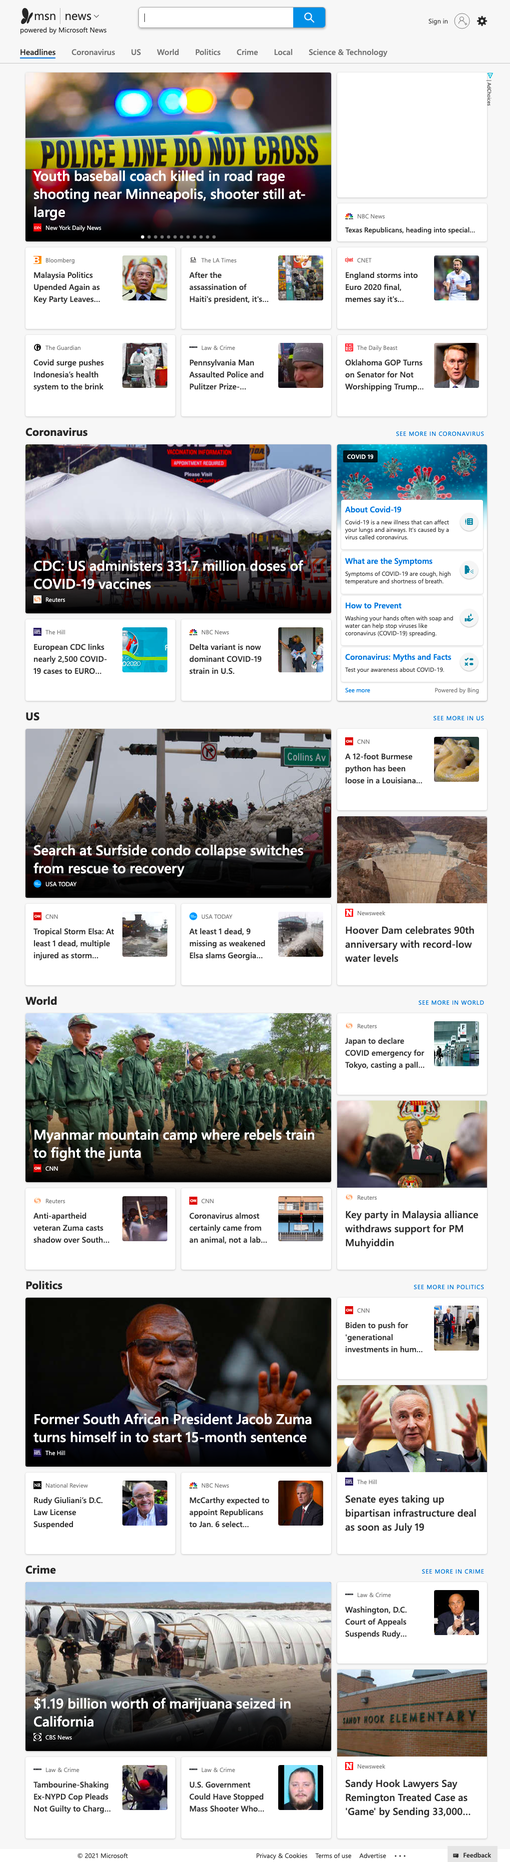 msn | news
powered by Microsoft News
Sign in
Headlines Coronavirus US World Politics Crime Local Science & Technology
POLICE LINE DO NOT CROSS
Youth baseball coach killed in road rage
shooting near Minneapolis, shooter still at-
large
New York Daily News
AdChoices
NBC News
Texas Republicans, heading into special...
Bloomberg
Malaysia Politics
Upended Again as
Key Party Leaves...
The LA Times
After the
assassination of
Haiti's president, it's...
CNET
England storms into
Euro 2020 final,
memes say it's...
The Guardian
Covid surge pushes
Indonesia's health
system to the brink
Law & Crime
Pennsylvania Man
Assaulted Police and
Pulitzer Prize-...
The Daily Beast
Oklahoma GOP Turns
on Senator for Not
Worshipping Trump...
Coronavirus
SEE MORE IN CORONAVIRUS
VACCINATION INFORMATION
APPOINTMENT REQUIRED
Please Visit
CDC: US administers 331.7 million doses of
COVID-19 vaccines
Reuters
COVID 19
About Covid-19
Covid-19 is a new illness that can affect
your lungs and airways. It's caused by a
virus called coronavirus.
What are the Symptoms
Symptoms of COVID-19 are cough, high
temperature and shortness of breath.
How to Prevent
Washing your hands often with soap and
water can help stop viruses like
coronavirus (COVID-19) spreading.
Coronavirus: Myths and Facts
Test your awareness about COVID-19.
See more
Powered by Bing
The Hill
European CDC links
nearly 2,500 COVID-
19 cases to EURO...
NBC News
Delta variant is now
dominant COVID-19
strain in U.S.
US
SEE MORE IN US
Collins Av
Search at Surfside condo collapse switches
from rescue to recovery
USA TODAY
CNN
A 12-foot Burmese
python has been
loose in a Louisiana...
Newsweek
Hoover Dam celebrates 90th
anniversary with record-low
water levels
CNN
Tropical Storm Elsa: At
least 1 dead, multiple
injured as storm...
USA TODAY
At least 1 dead, 9
missing as weakened
Elsa slams Georgia...
World
SEE MORE IN WORLD
Myanmar mountain camp where rebels train
to fight the junta
CNN
Reuters
Japan to declare
COVID emergency for
Tokyo, casting a pall...
Reuters
Key party in Malaysia alliance
withdraws support for PM
Muhyiddin
Reuters
Anti-apartheid
veteran Zuma casts
shadow over South...
CNN
Coronavirus almost
certainly came from
an animal, not a lab...
Politics
SEE MORE IN POLITICS
Former South African President Jacob Zuma
turns himself in to start 15-month sentence
The Hill
CNN
Biden to push for
'generational
investments in hum...
The Hill
Senate eyes taking up
bipartisan infrastructure deal
as soon as July 19
National Review
Rudy Giuliani's D.C.
Law License
Suspended
NBC News
McCarthy expected to
appoint Republicans
to Jan. 6 select...
Crime
SEE MORE IN CRIME
$1.19 billion worth of marijuana seized in
California
CBS News
Law & Crime
Washington, D.C.
Court of Appeals
Suspends Rudy...
SANDY HOOK ELEMENTARY
Newsweek
Sandy Hook Lawyers Say
Remington Treated Case as
'Game' by Sending 33,000...
Law & Crime
Tambourine-Shaking
Ex-NYPD Cop Pleads
Not Guilty to Charg...
Law & Crime
U.S. Government
Could Have Stopped
Mass Shooter Who...
© 2021 Microsoft
Privacy & Cookies Terms of use Advertise ...
Feedback